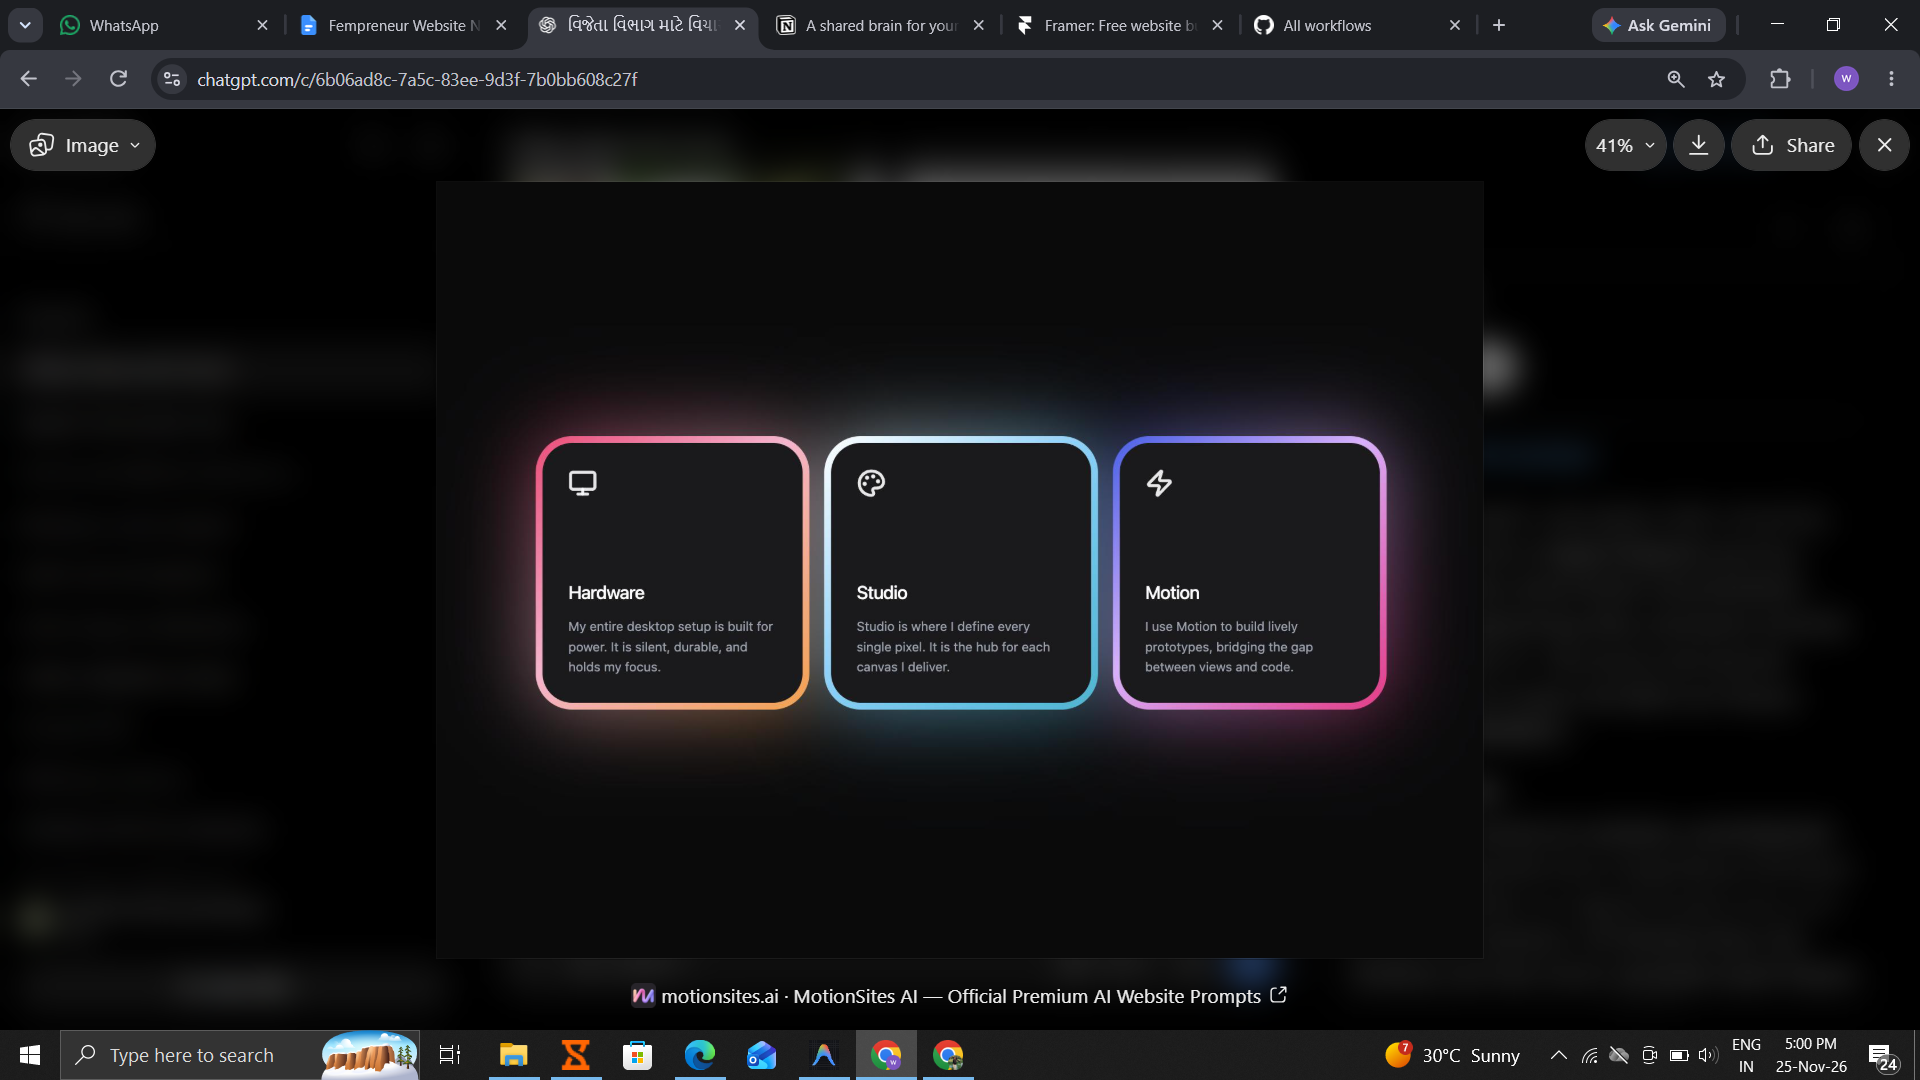 WhatsApp
Fempreneur Website N
વિજેતા વિભાગ માટે વિચા
A shared brain for your
Framer: Free website b
All workflows
Ask Gemini
chatgpt.com/c/6b06ad8c-7a5c-83ee-9d3f-7b0bb608c27f
W
Image
41%
Share
Hardware
My entire desktop setup is built for
power. It is silent, durable, and
holds my focus.
Studio
Studio is where I define every
single pixel. It is the hub for each
canvas I deliver.
Motion
I use Motion to build lively
prototypes, bridging the gap
between views and code.
motionsites.ai · MotionSites AI — Official Premium AI Website Prompts
Type here to search
7
30°C Sunny
ENG
IN
5:00 PM
25-Nov-26
24